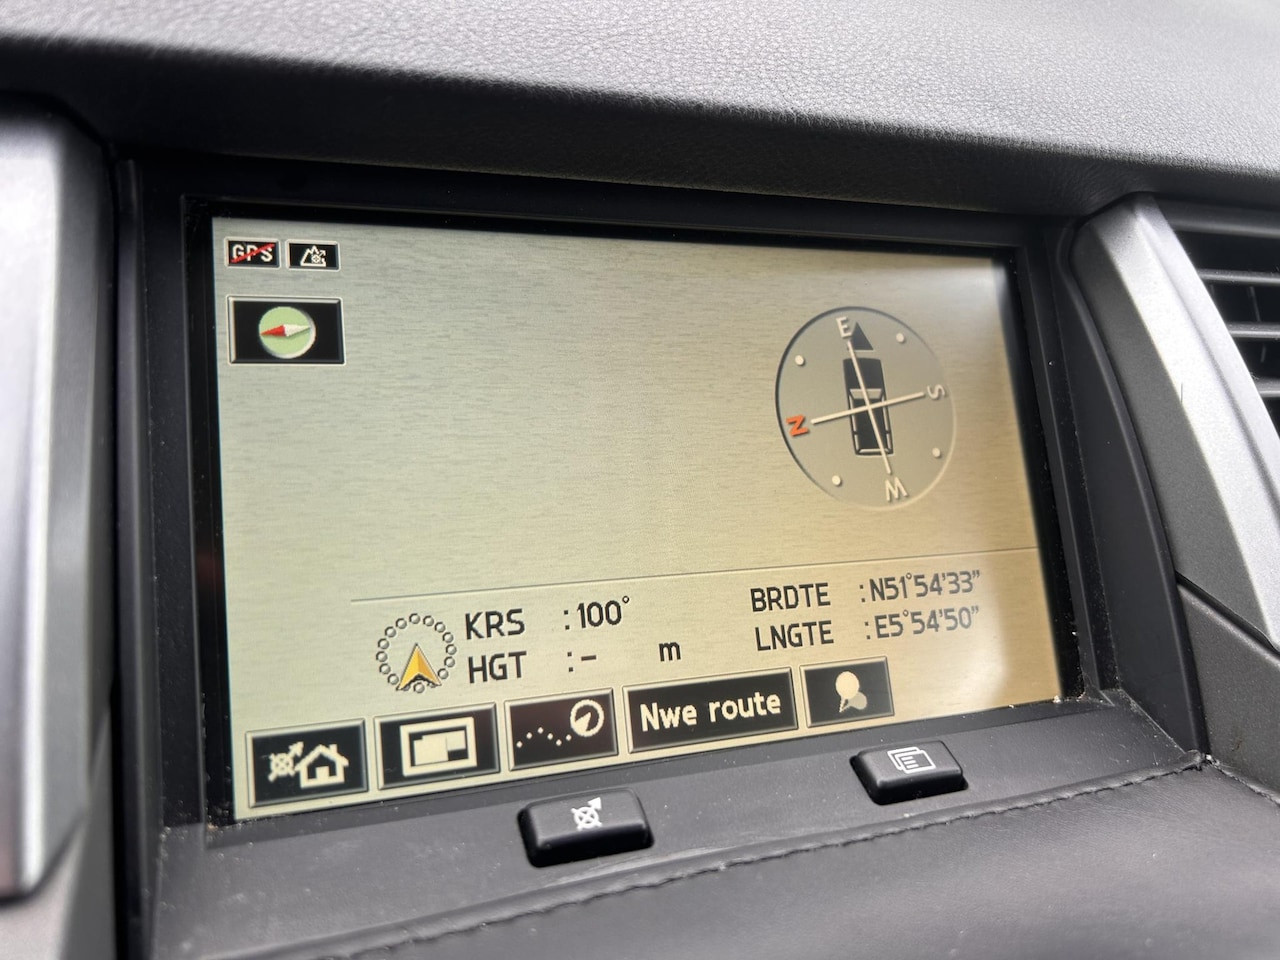 GPS
E
S
N
W
KRS :100°
HGT :- m
BRDTE :N51°54'33”
LNGTE :E5°54'50”
Nwe route